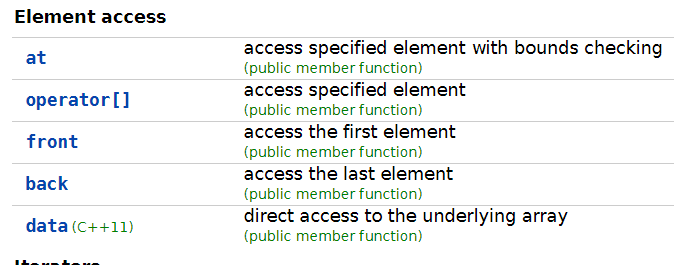 Element access
at access specified element with bounds checking
(public member function)
operator[] access specified element
(public member function)
front access the first element
(public member function)
back access the last element
(public member function)
data (C++11) direct access to the underlying array
(public member function)